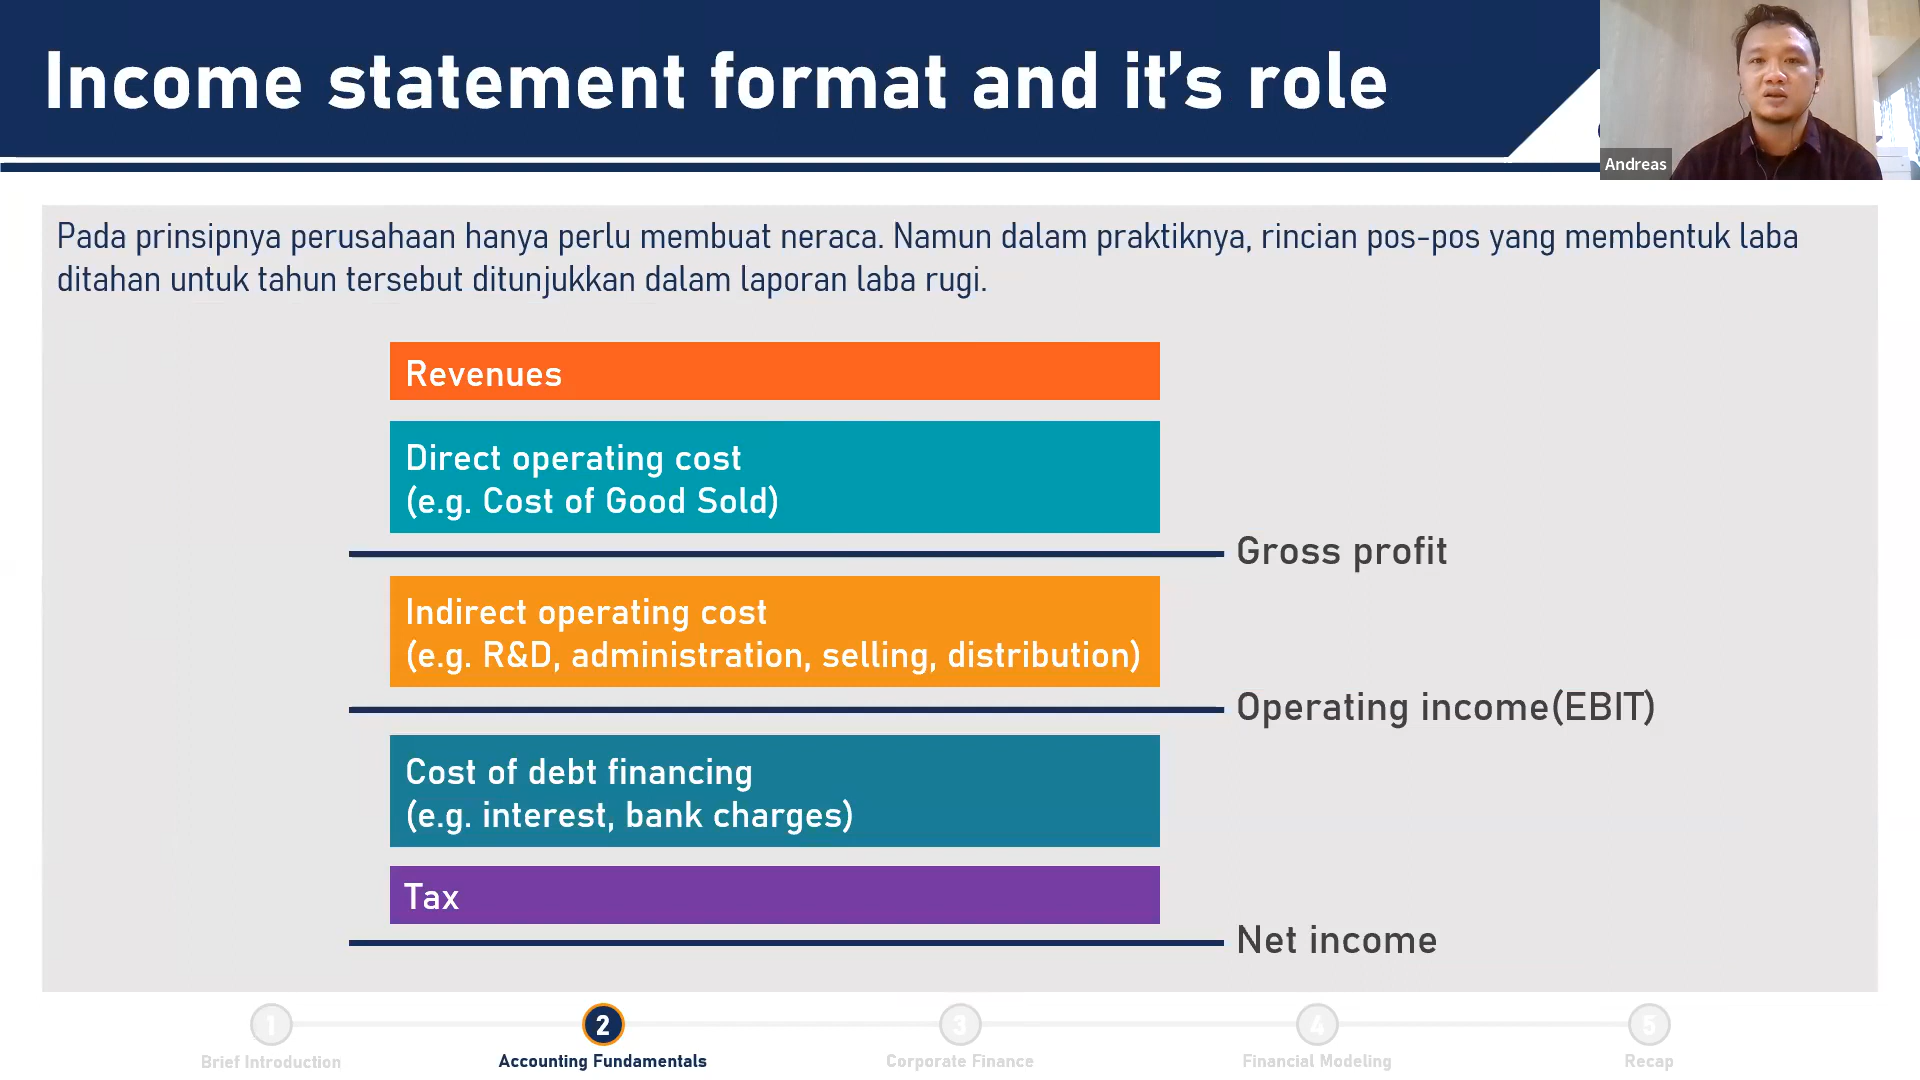 Income statement format and it's role
Andreas
Pada prinsipnya perusahaan hanya perlu membuat neraca. Namun dalam praktiknya, rincian pos-pos yang membentuk laba
ditahan untuk tahun tersebut ditunjukkan dalam laporan laba rugi.
Revenues
Direct operating cost
(e.g. Cost of Good Sold)
Gross profit
Indirect operating cost
(e.g. R&D, administration, selling, distribution)
Operating income(EBIT)
Cost of debt financing
(e.g. interest, bank charges)
Tax
Net income
1
2
3
4
5
Brief Introduction
Accounting Fundamentals
Corporate Finance
Financial Modeling
Recap